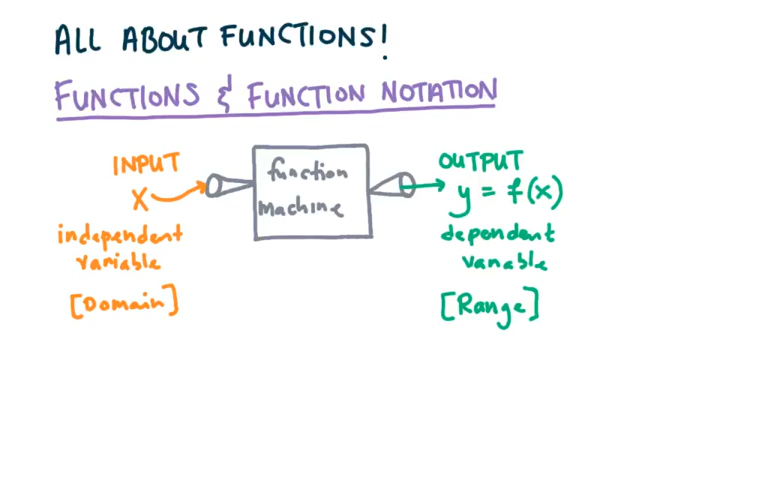 ALL ABOUT FUNCTIONS!
FUNCTIONS & FUNCTION NOTATION
INPUT
x
independent
variable
[Domain]
function
machine
OUTPUT
y = f(x)
dependent
variable
[Range]